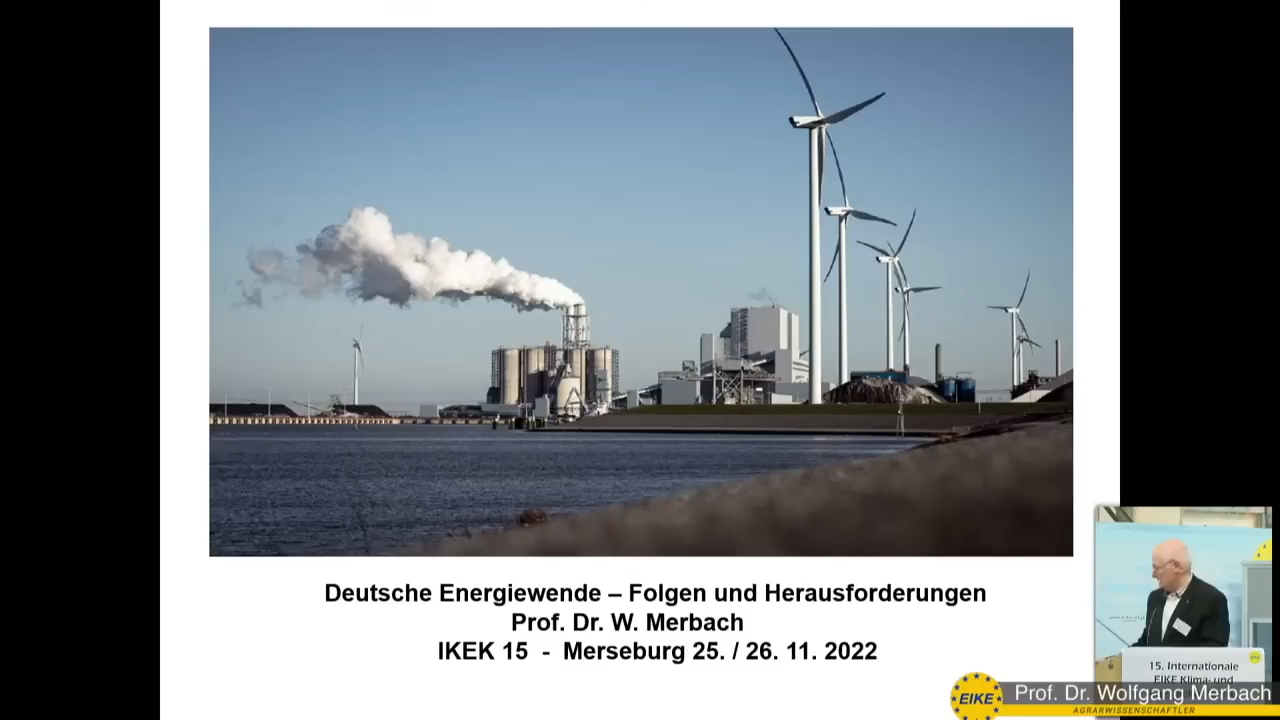 Deutsche Energiewende – Folgen und Herausforderungen
Prof. Dr. W. Merbach
IKEK 15 - Merseburg 25. / 26. 11. 2022
15. Internationale
EIKE Klima- und
EIKE
Prof. Dr. Wolfgang Merbach
AGRARWISSENSCHAFTLER